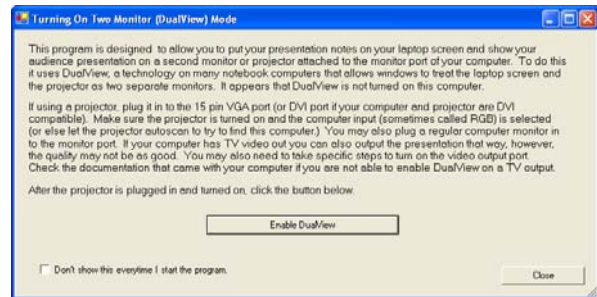 Turning On Two Monitor (DualView) Mode
This program is designed to allow you to put your presentation notes on your laptop screen and show your
audience presentation on a second monitor or projector attached to the monitor port of your computer. To do this
it uses DualView, a technology on many notebook computers that allows windows to treat the laptop screen and
the projector as two separate monitors. It appears that DualView is not turned on this computer.
If using a projector, plug it in to the 15 pin VGA port (or DVI port if your computer and projector are DVI
compatible). Make sure the projector is turned on and the computer input (sometimes called RGB) is selected
(or else let the projector autoscan to try to find this computer.) You may also plug a regular computer monitor in
to the monitor port. If your computer has TV video out you can also output the presentation that way, however,
the quality may not be as good. You may also need to take specific steps to turn on the video output port.
Check the documentation that came with your computer if you are not able to enable DualView on a TV output.
After the projector is plugged in and turned on, click the button below.
Enable DualView
Don't show this everytime I start the program.
Close